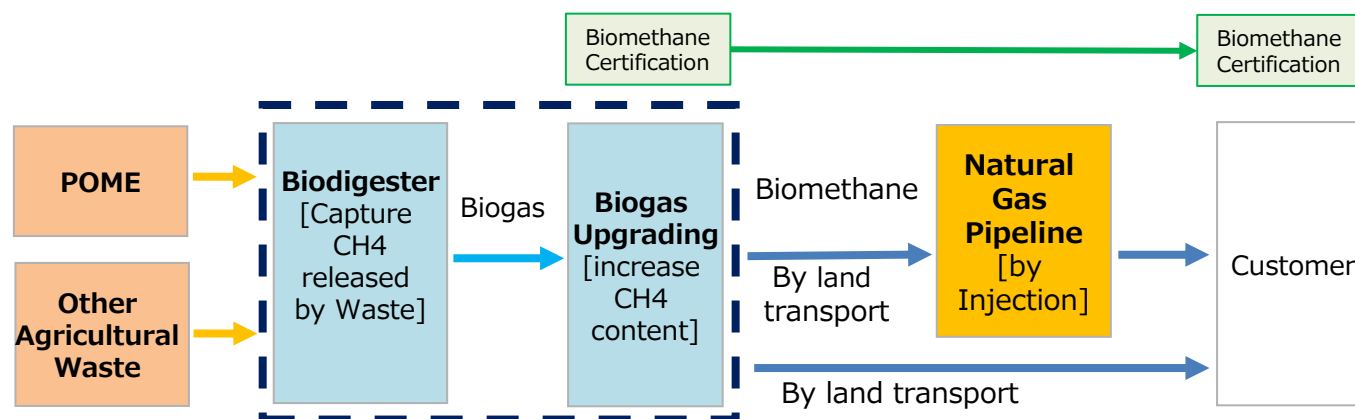 Biomethane
Certification
Biomethane
Certification
POME
Other
Agricultural
Waste
Biodigester
[Capture
CH4
released
by Waste]
Biogas
Biogas
Upgrading
[increase
CH4
content]
Biomethane
By land
transport
Natural
Gas
Pipeline
[by
Injection]
By land transport
Customer